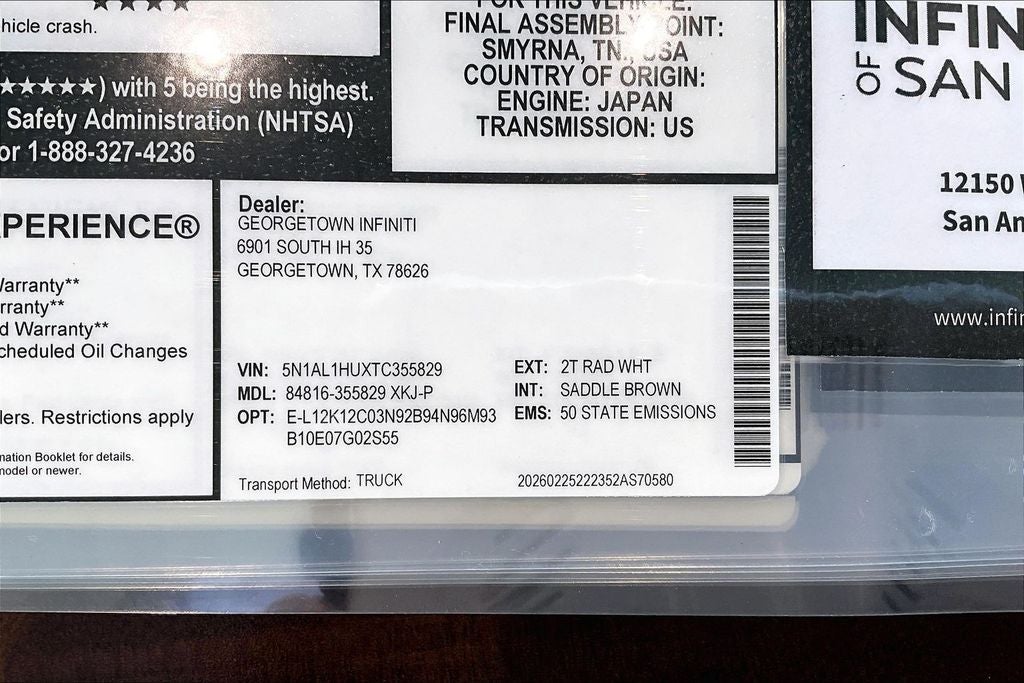 ★★★★
hicle crash.
★★★★★) with 5 being the highest.
Safety Administration (NHTSA)
or 1-888-327-4236
FOR THIS VEHICLE:
FINAL ASSEMBLY POINT:
SMYRNA, TN., USA
COUNTRY OF ORIGIN:
ENGINE: JAPAN
TRANSMISSION: US
INFIN
OF SAN
12150
San An
www.infin
PERIENCE®
Warranty**
rranty**
d Warranty**
cheduled Oil Changes
lers. Restrictions apply
mation Booklet for details.
model or newer.
Dealer:
GEORGETOWN INFINITI
6901 SOUTH IH 35
GEORGETOWN, TX 78626
VIN: 5N1AL1HUXTC355829
MDL: 84816-355829 XKJ-P
OPT: E-L12K12C03N92B94N96M93
B10E07G02S55
EXT: 2T RAD WHT
INT: SADDLE BROWN
EMS: 50 STATE EMISSIONS
Transport Method: TRUCK
20260225222352AS70580